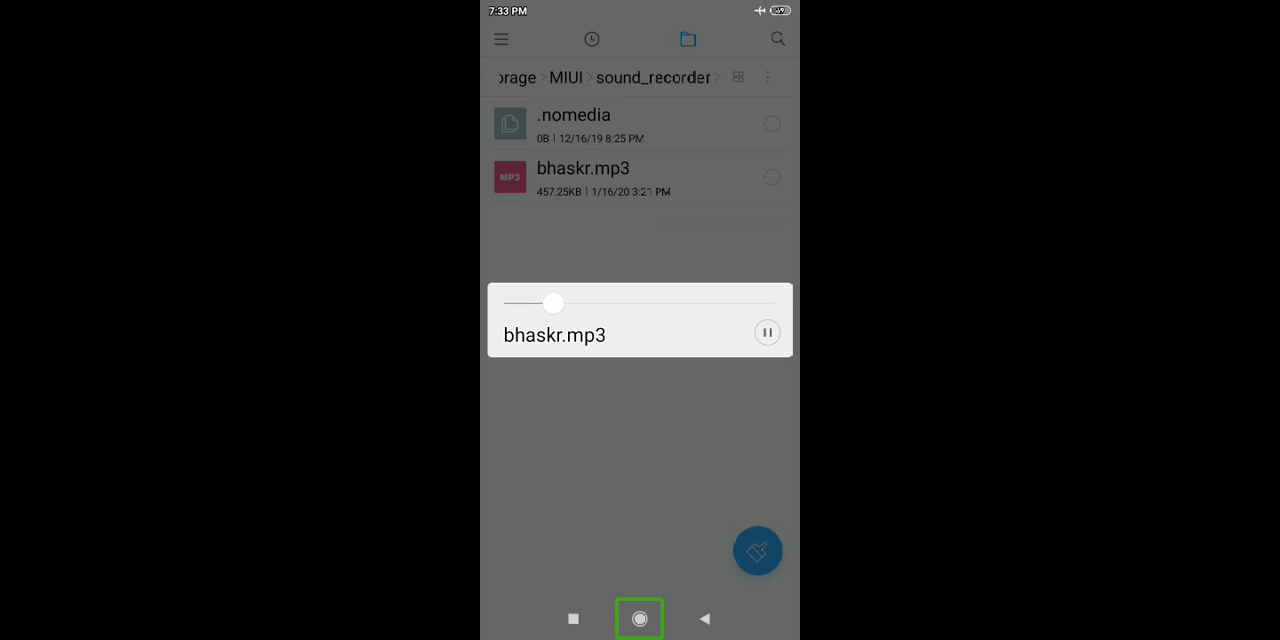 7:33 PM
orage MIUI sound_recorder
.nomedia
0B | 12/16/19 8:25 PM
MP3
bhaskr.mp3
457.25KB | 1/16/20 3:21 PM
bhaskr.mp3